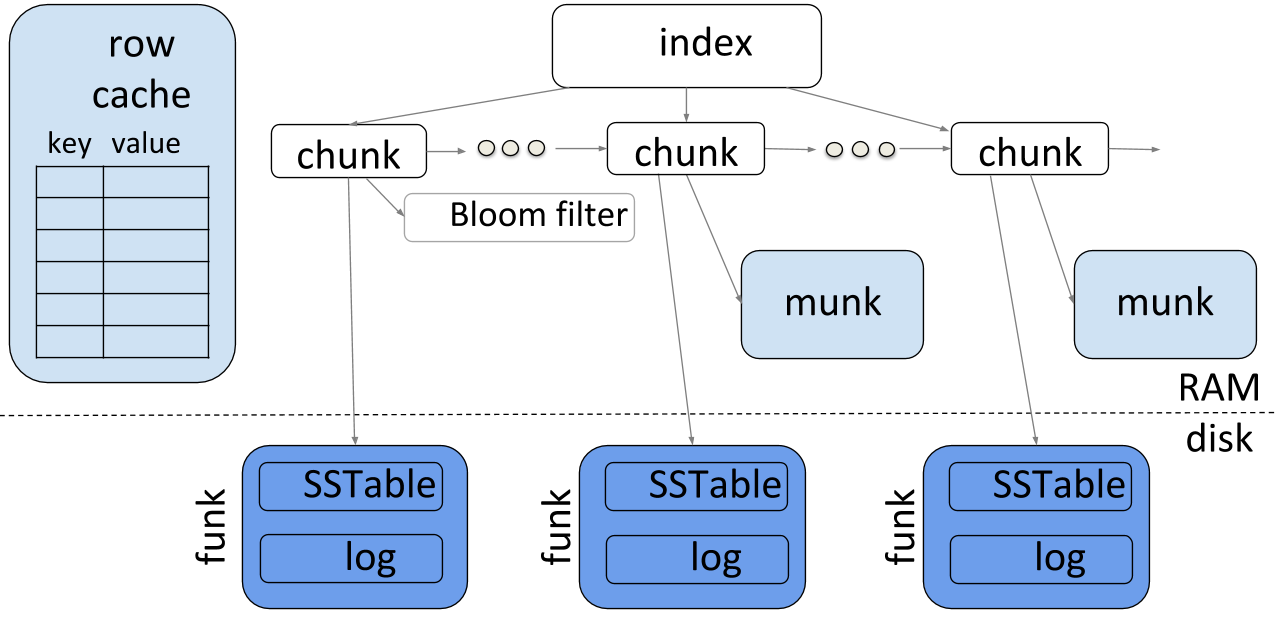 row
cache
key value
index
chunk
chunk
chunk
Bloom filter
munk
munk
RAM
disk
funk
SSTable
log
funk
SSTable
log
funk
SSTable
log